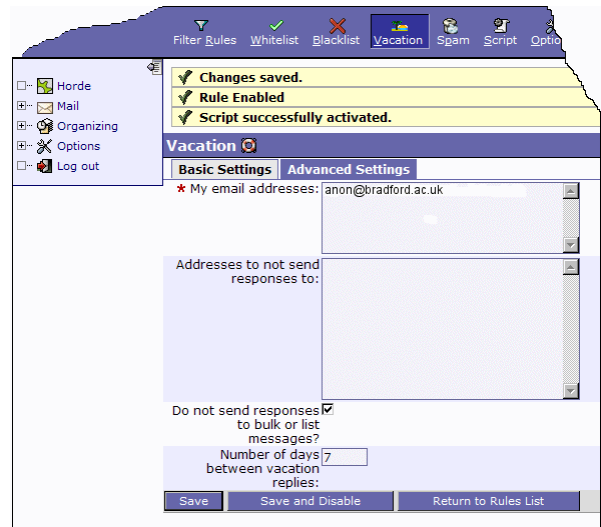 Filter Rules Whitelist Blacklist Vacation Spam Script Optio
Horde
Mail
Organizing
Options
Log out
Changes saved.
Rule Enabled
Script successfully activated.
Vacation
Basic Settings Advanced Settings
* My email addresses: anon@bradford.ac.uk
Addresses to not send
responses to:
Do not send responses
to bulk or list
messages?
Number of days 7
between vacation
replies:
Save Save and Disable Return to Rules List